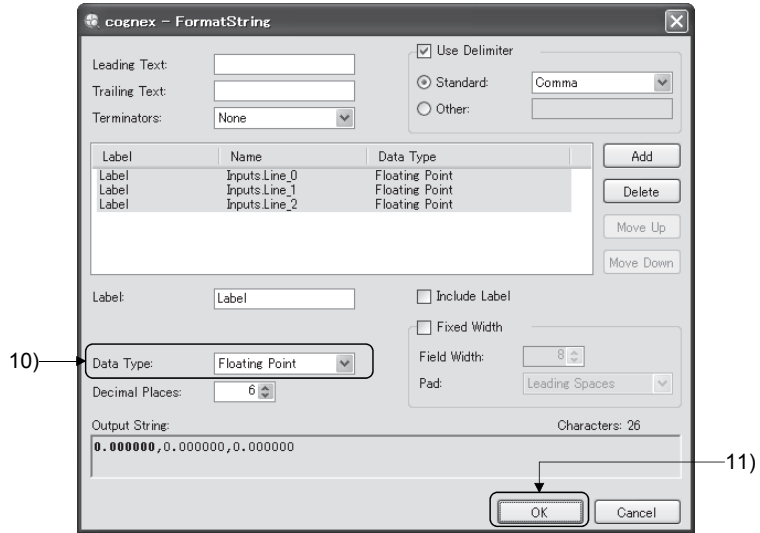 cognex - FormatString
Leading Text:
Trailing Text:
Terminators: None
Use Delimiter
Standard: Comma
Other:
Label Name Data Type
Label Inputs.Line_0 Floating Point
Label Inputs.Line_1 Floating Point
Label Inputs.Line_2 Floating Point
Add
Delete
Move Up
Move Down
Label: Label
Include Label
Fixed Width
10)
Data Type: Floating Point
Field Width: 8
Decimal Places: 6
Pad: Leading Spaces
Output String: Characters: 26
0.000000,0.000000,0.000000
11)
OK Cancel